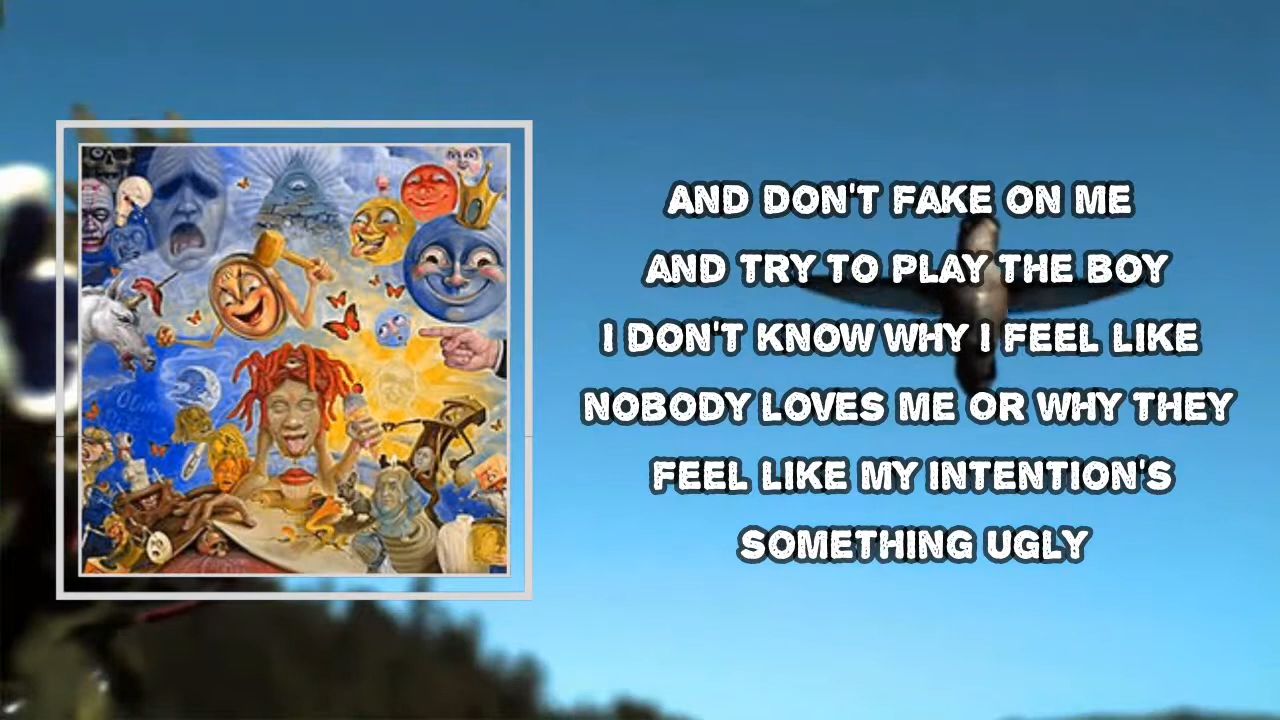 AND DON'T FAKE ON ME
AND TRY TO PLAY THE BOY
I DON'T KNOW WHY I FEEL LIKE
NOBODY LOVES ME OR WHY THEY
FEEL LIKE MY INTENTION'S
SOMETHING UGLY